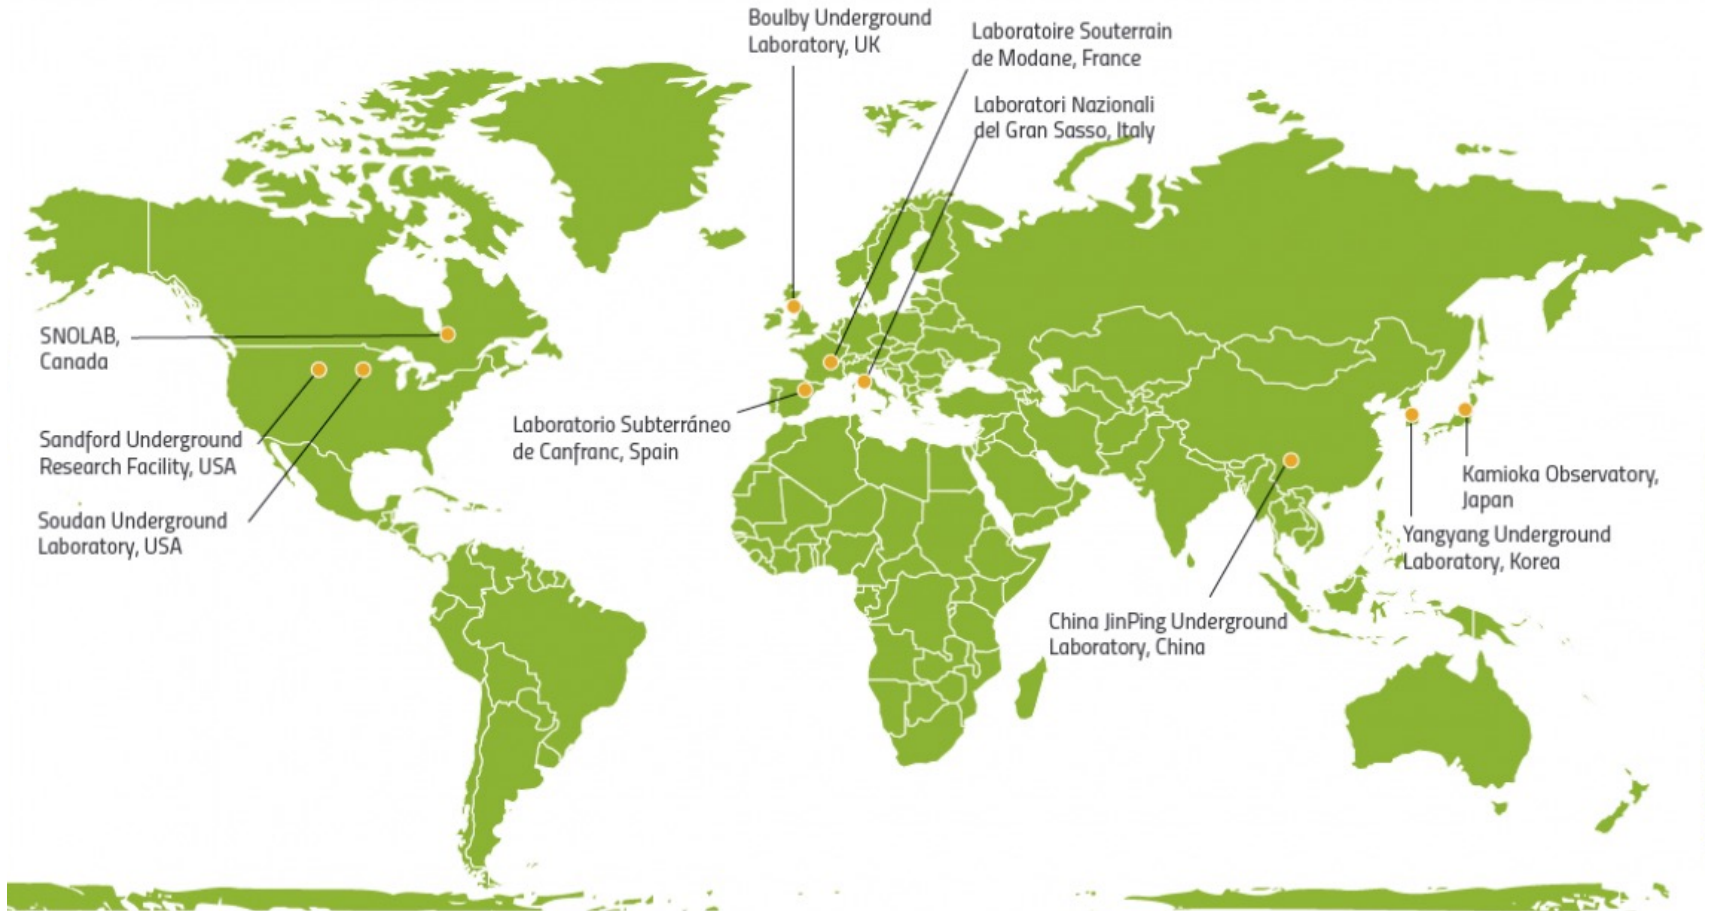 Boulby Underground
Laboratory, UK
Laboratoire Souterrain
de Modane, France
Laboratori Nazionali
del Gran Sasso, Italy
SNOLAB,
Canada
Sandford Underground
Research Facility, USA
Soudan Underground
Laboratory, USA
Laboratorio Subterráneo
de Canfranc, Spain
Kamioka Observatory,
Japan
Yangyang Underground
Laboratory, Korea
China JinPing Underground
Laboratory, China